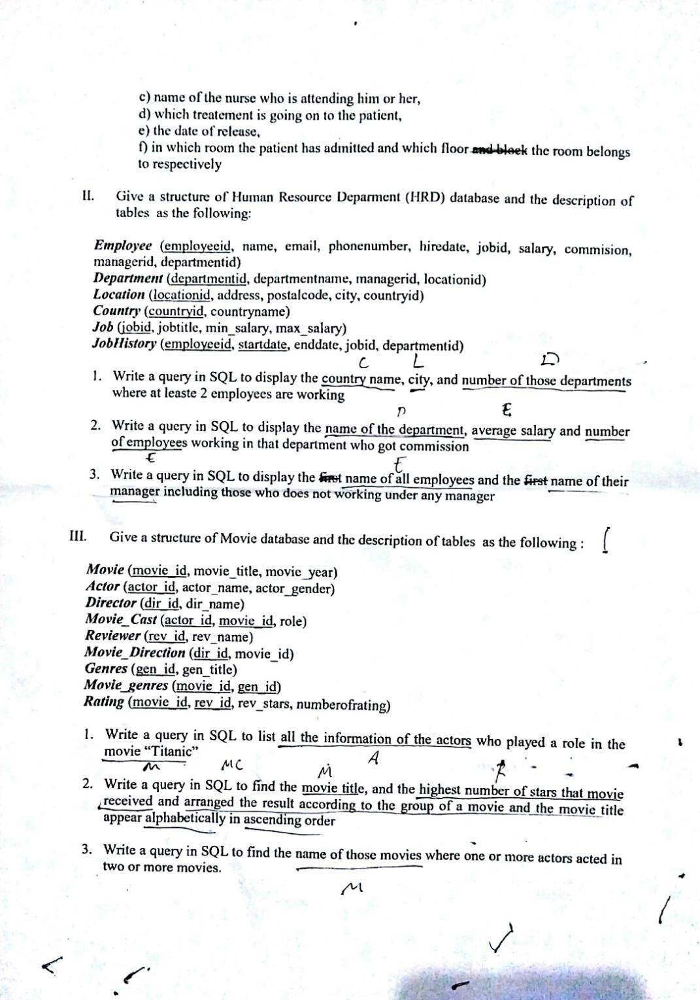 c) name of the nurse who is attending him or her,
d) which treatement is going on to the patient,
e) the date of release,
f) in which room the patient has admitted and which floor and block the room belongs
to respectively
II. Give a structure of Human Resource Deparment (HRD) database and the description of
tables as the following:
Employee (employeeid, name, email, phonenumber, hiredate, jobid, salary, commision,
managerid, departmentid)
Department (departmentid, departmentname, managerid, locationid)
Location (locationid, address, postalcode, city, countryid)
Country (countryid, countryname)
Job (jobid, jobtitle, min_salary, max_salary)
JobHistory (employeeid, startdate, enddate, jobid, departmentid)
C L D
1. Write a query in SQL to display the country name, city, and number of those departments
where at leaste 2 employees are working
D E
2. Write a query in SQL to display the name of the department, average salary and number
of employees working in that department who got commission
E E
3. Write a query in SQL to display the first name of all employees and the first name of their
manager including those who does not working under any manager
III. Give a structure of Movie database and the description of tables as the following :
Movie (movie_id, movie_title, movie_year)
Actor (actor_id, actor_name, actor_gender)
Director (dir_id, dir_name)
Movie_Cast (actor_id, movie_id, role)
Reviewer (rev_id, rev_name)
Movie_Direction (dir_id, movie_id)
Genres (gen_id, gen_title)
Movie_genres (movie_id, gen_id)
Rating (movie_id, rev_id, rev_stars, numberofrating)
1. Write a query in SQL to list all the information of the actors who played a role in the
movie “Titanic”
M MC A
M R
2. Write a query in SQL to find the movie title, and the highest number of stars that movie
received and arranged the result according to the group of a movie and the movie title
appear alphabetically in ascending order
3. Write a query in SQL to find the name of those movies where one or more actors acted in
two or more movies.
M